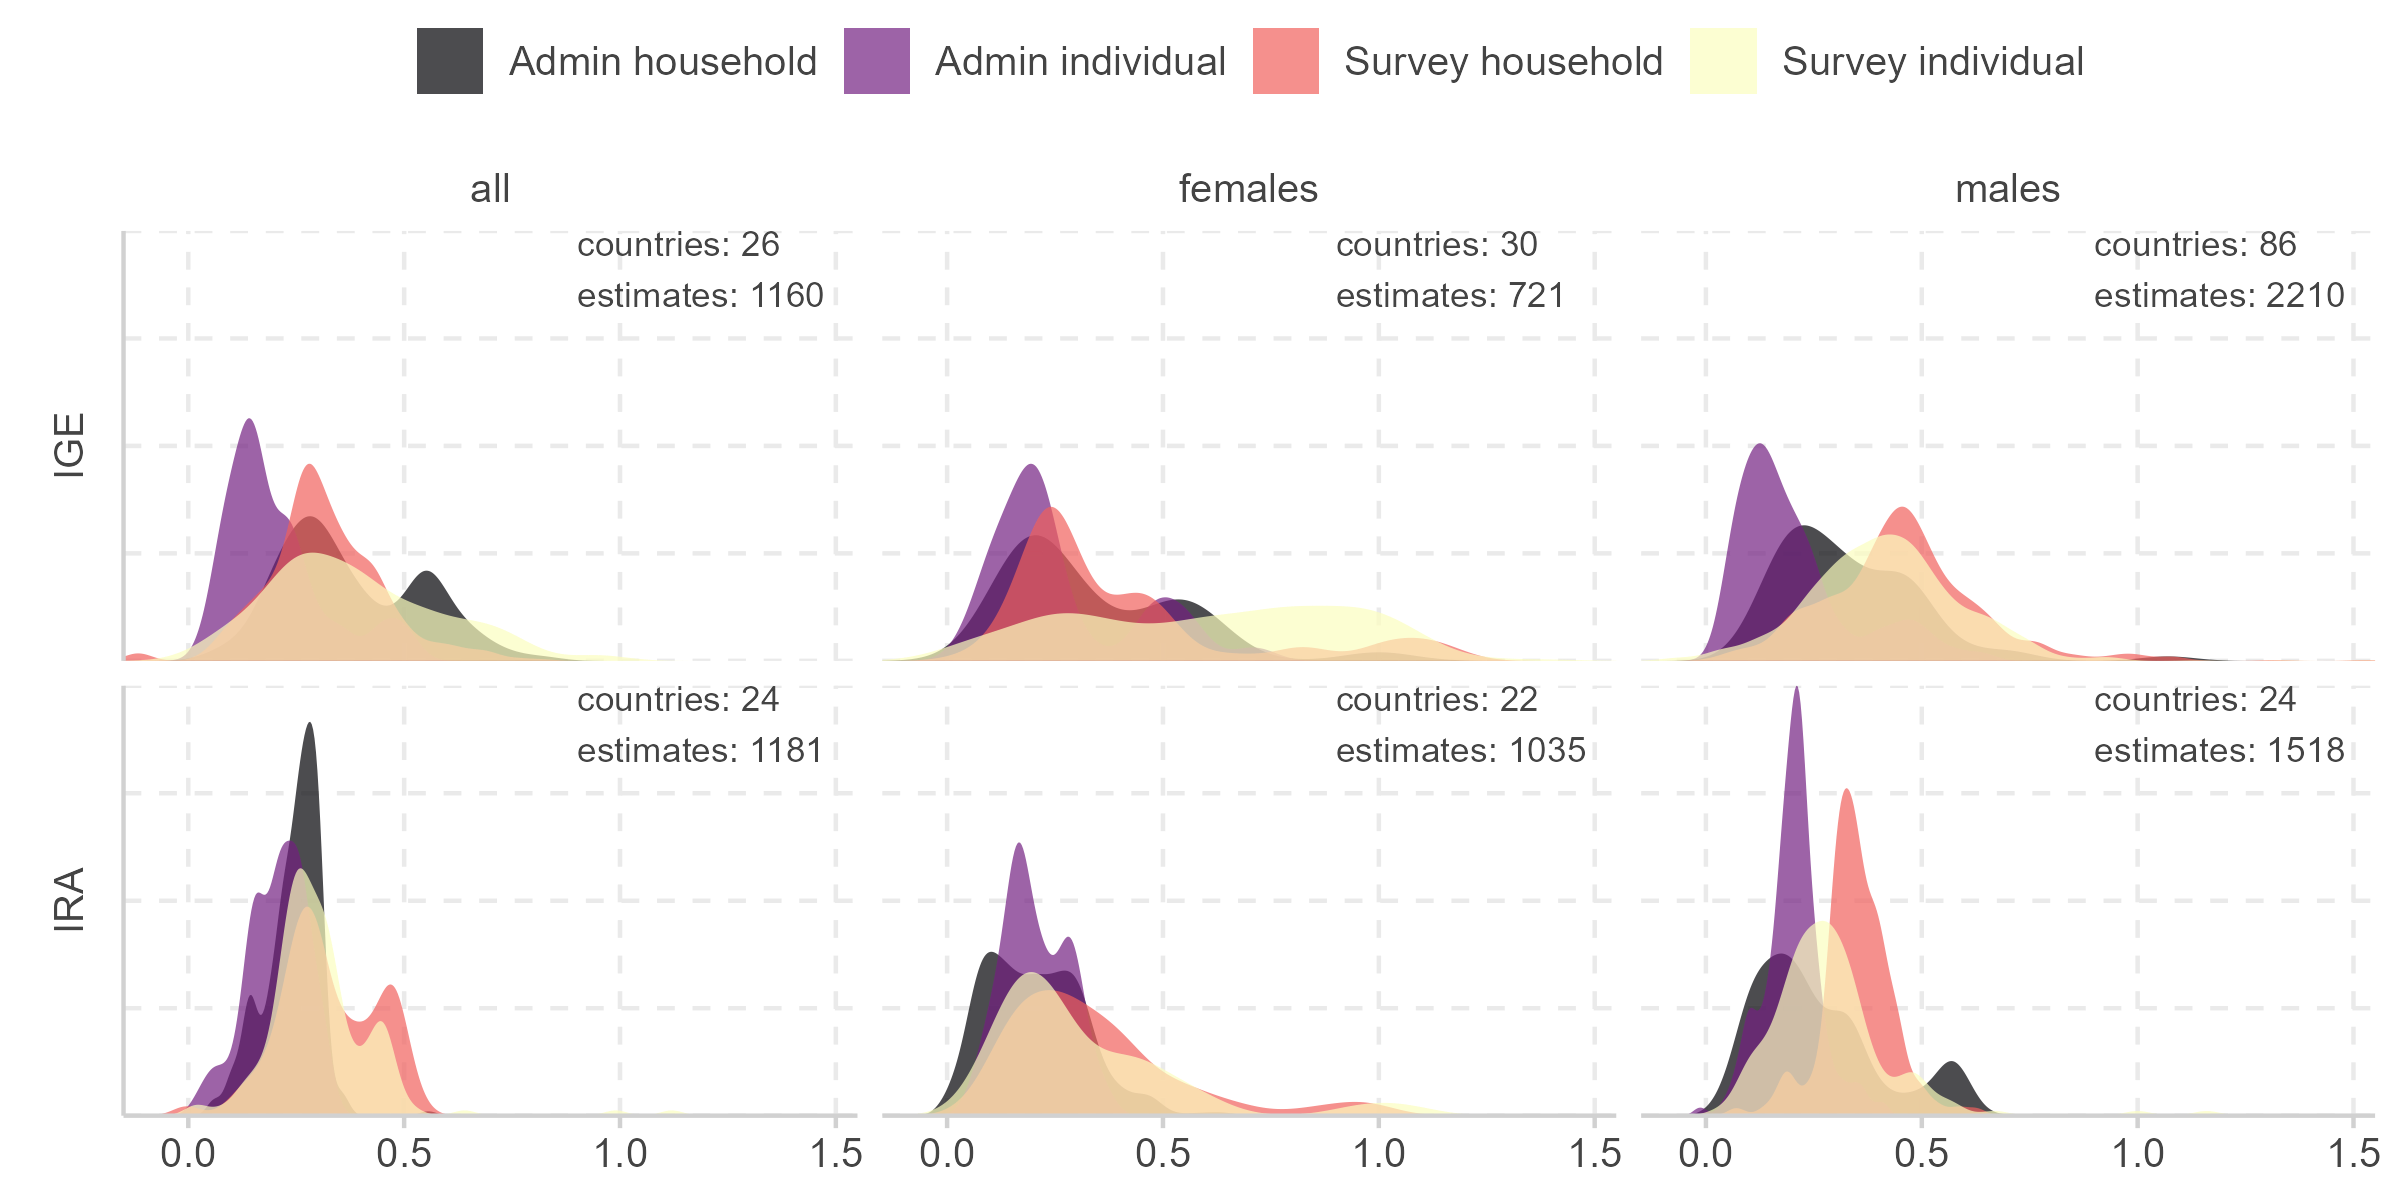 Admin household Admin individual Survey household Survey individual
all females males
countries: 26 countries: 30 countries: 86
estimates: 1160 estimates: 721 estimates: 2210
IGE
countries: 24 countries: 22 countries: 24
estimates: 1181 estimates: 1035 estimates: 1518
IRA
0.0 0.5 1.0 1.5 0.0 0.5 1.0 1.5 0.0 0.5 1.0 1.5